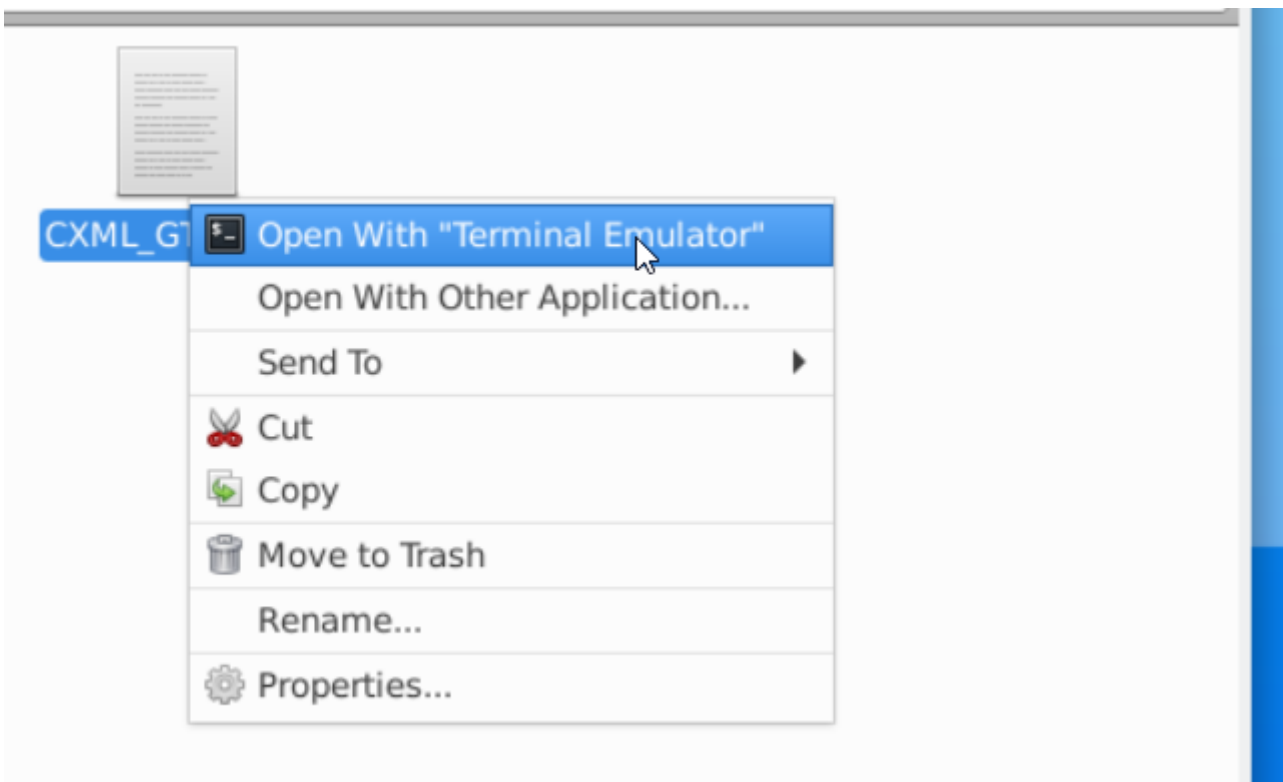 CXML_GT
Open With "Terminal Emulator"
Open With Other Application...
Send To
Cut
Copy
Move to Trash
Rename...
Properties...